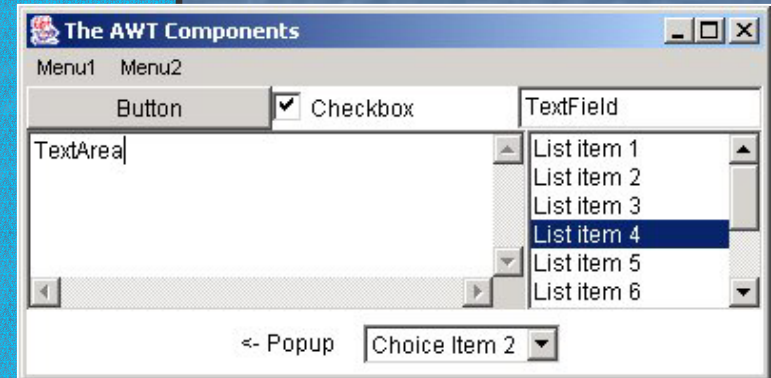 The AWT Components
Menu1 Menu2
Button Checkbox TextField
TextArea
List item 1
List item 2
List item 3
List item 4
List item 5
List item 6
<- Popup Choice Item 2